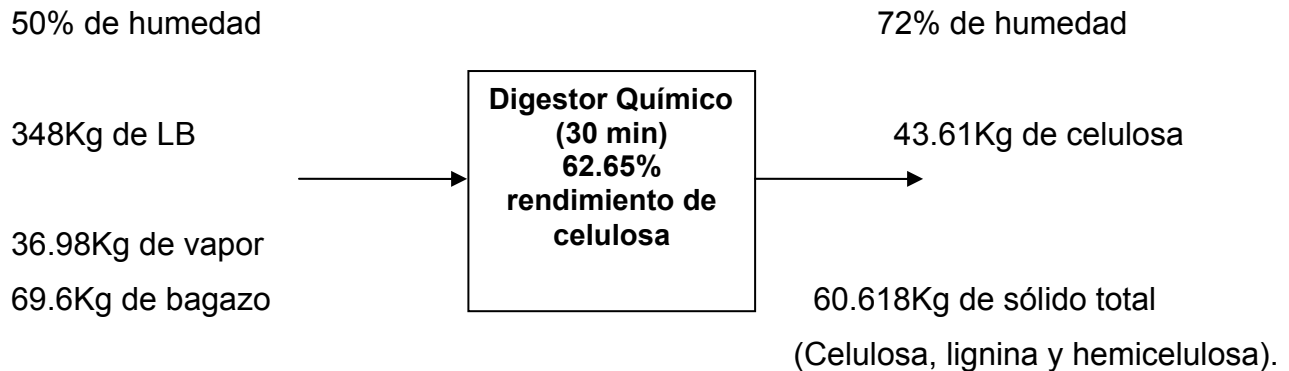 50% de humedad
72% de humedad
Digestor Químico
(30 min)
62.65%
rendimiento de
celulosa
348Kg de LB
43.61Kg de celulosa
36.98Kg de vapor
69.6Kg de bagazo
60.618Kg de sólido total
(Celulosa, lignina y hemicelulosa).